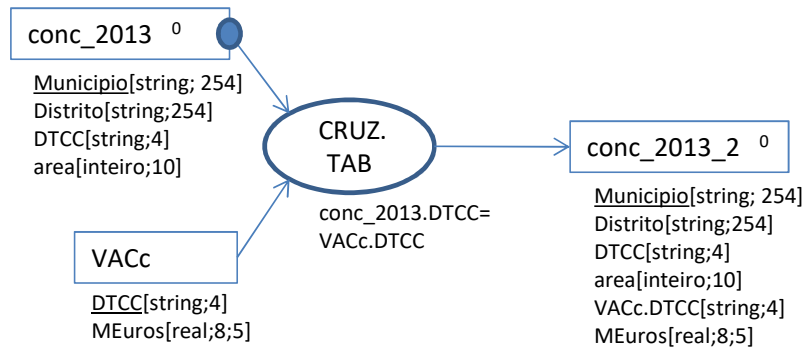 conc_2013 0
Municipio[string; 254]
Distrito[string;254]
DTCC[string;4]
area[inteiro;10]
VACc
DTCC[string;4]
MEuros[real;8;5]
CRUZ.
TAB
conc_2013.DTCC=
VACc.DTCC
conc_2013_2 0
Municipio[string; 254]
Distrito[string;254]
DTCC[string;4]
area[inteiro;10]
VACc.DTCC[string;4]
MEuros[real;8;5]